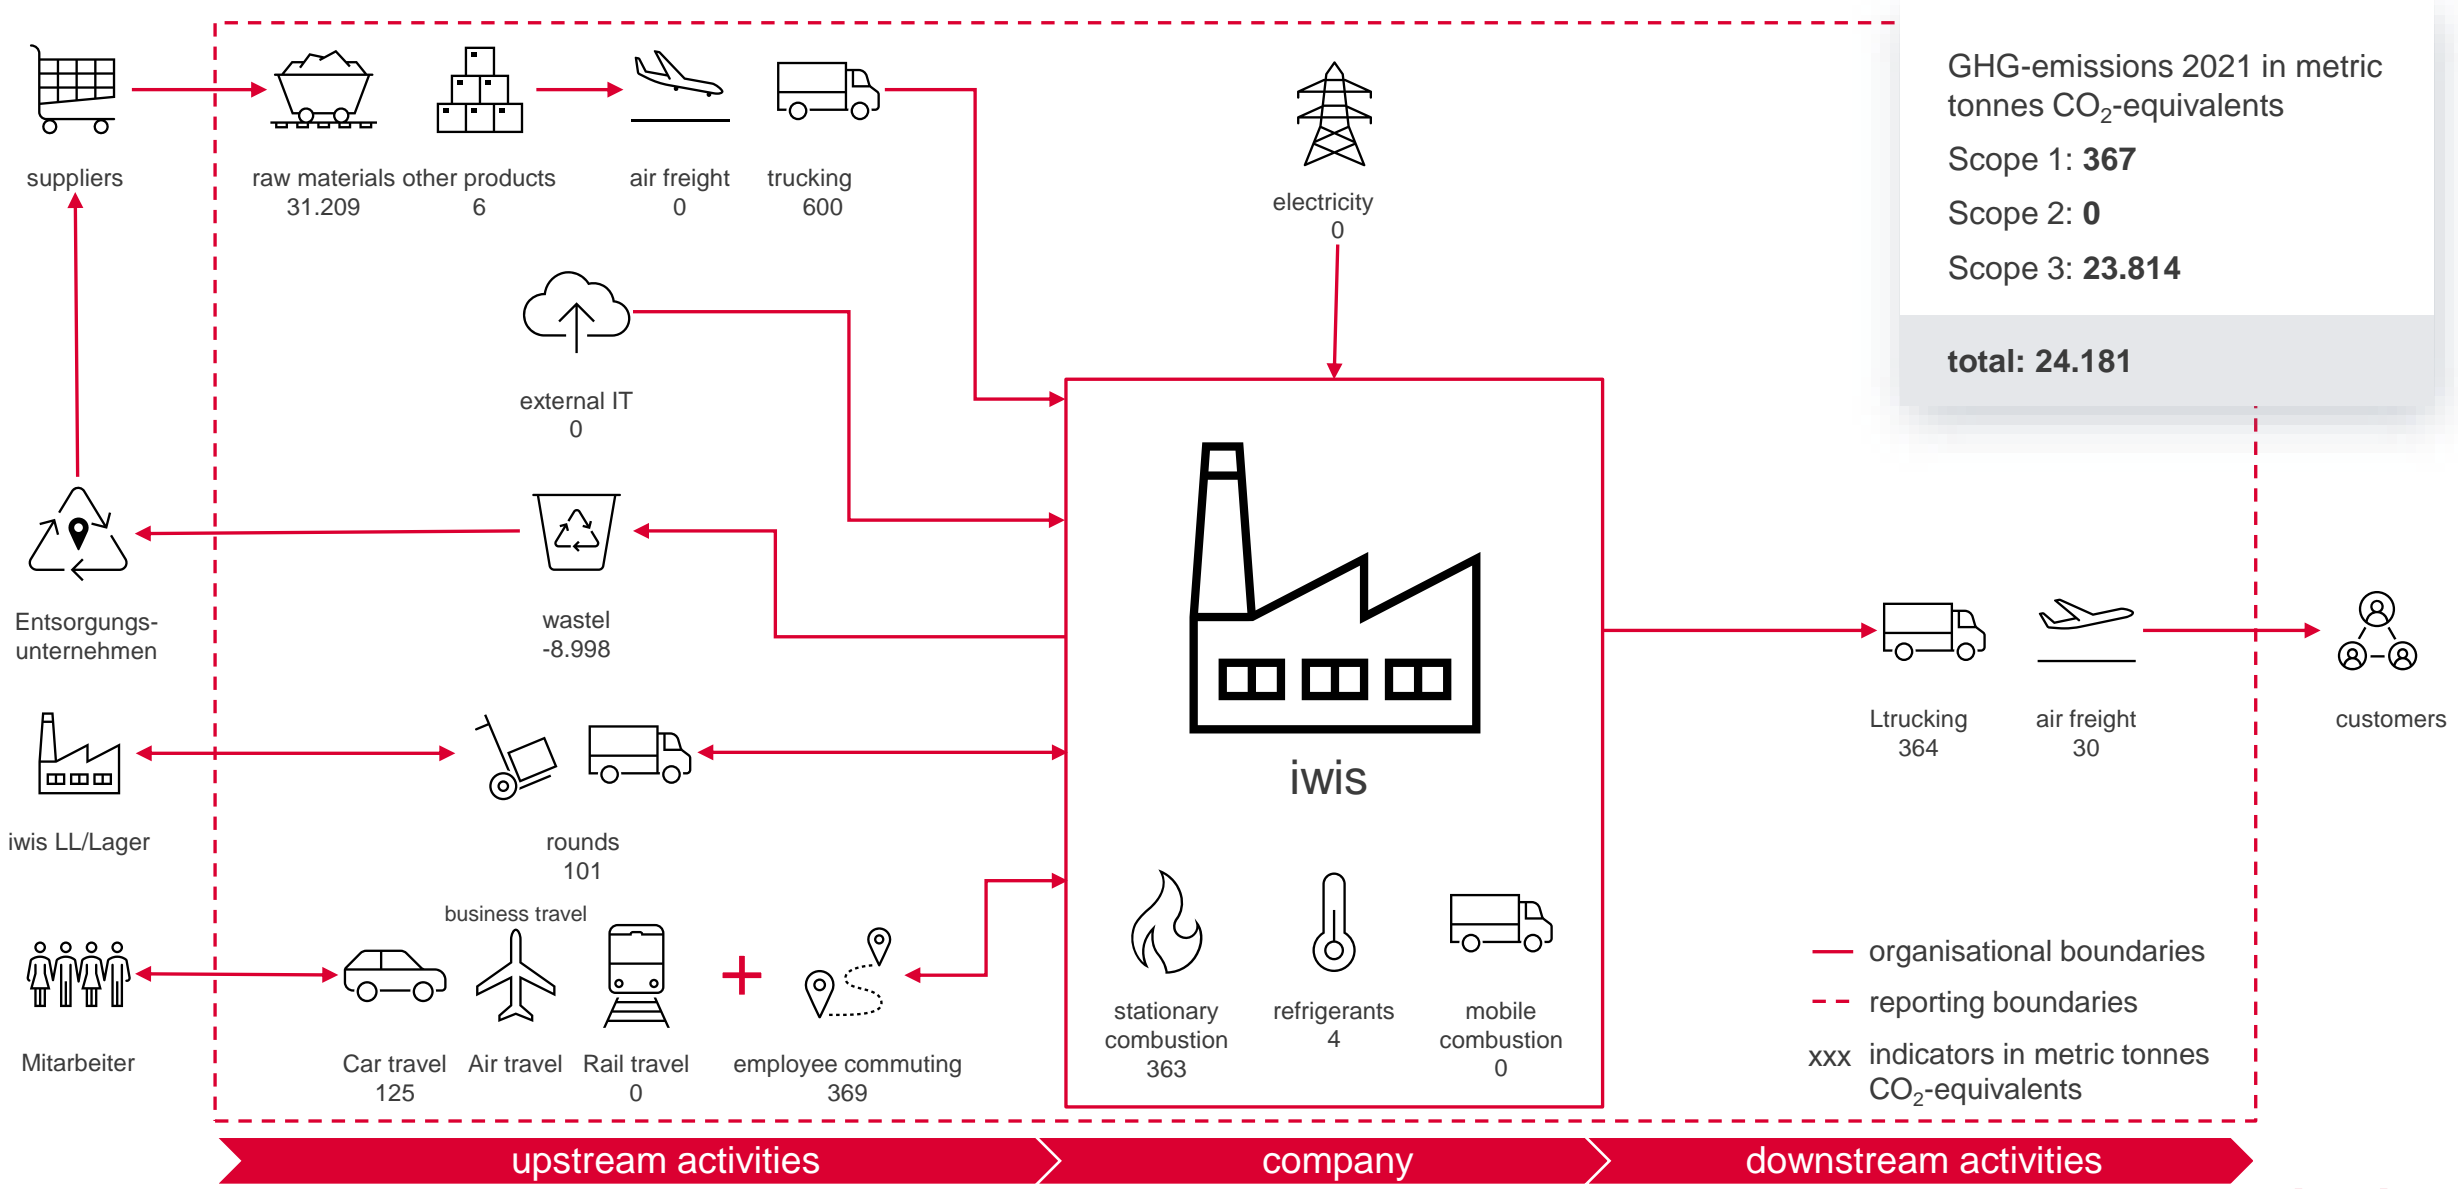 GHG-emissions 2021 in metric
tonnes CO₂-equivalents
Scope 1: 367
Scope 2: 0
Scope 3: 23.814
total: 24.181
suppliers
raw materials
31.209
other products
6
air freight
0
trucking
600
electricity
0
external IT
0
Entsorgungs-
unternehmen
wastel
-8.998
iwis LL/Lager
rounds
101
business travel
Mitarbeiter
Car travel
125
Air travel
Rail travel
0
+
employee commuting
369
iwis
stationary
combustion
363
refrigerants
4
mobile
combustion
0
Ltrucking
364
air freight
30
customers
organisational boundaries
reporting boundaries
xxx indicators in metric tonnes
CO₂-equivalents
upstream activities
company
downstream activities